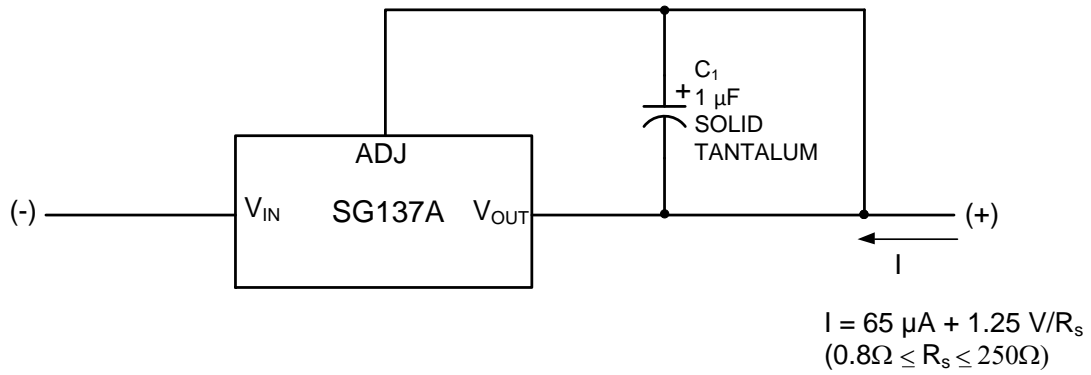 C1
+ 1 µF
SOLID
TANTALUM
ADJ
(-) VIN SG137A VOUT (+)
I
I = 65 µA + 1.25 V/Rs
(0.8Ω ≤ Rs ≤ 250Ω)